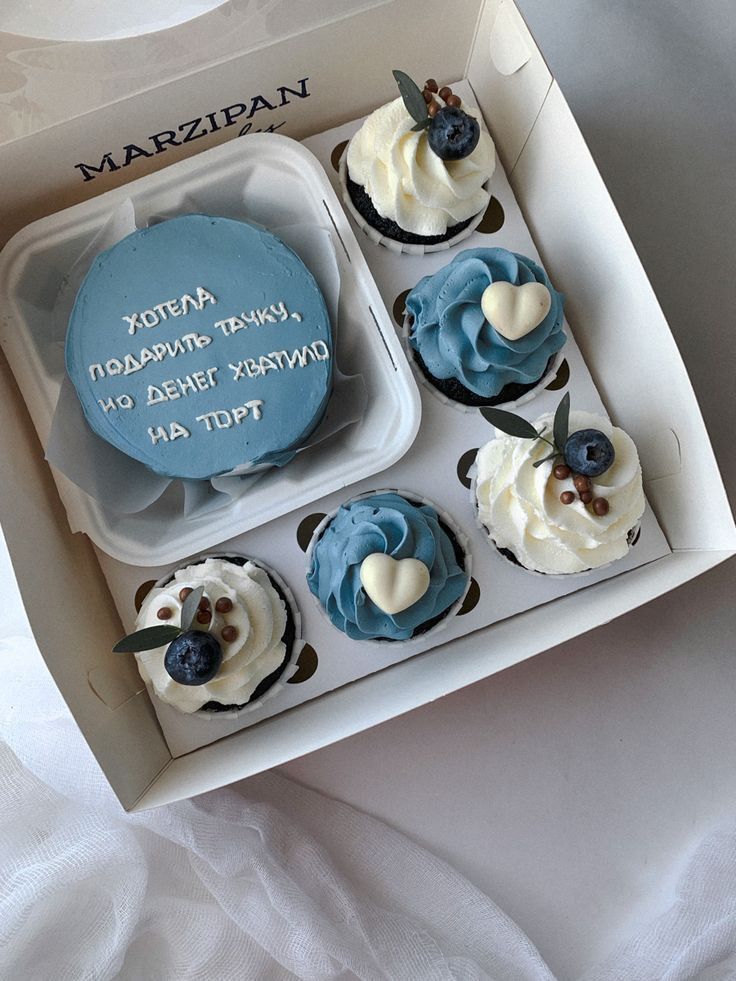 MARZIPAN
ХОТЕЛА
ПОДАРИТЬ ТАЧКУ,
НО ДЕНЕГ ХВАТИЛО
НА ТОРТ